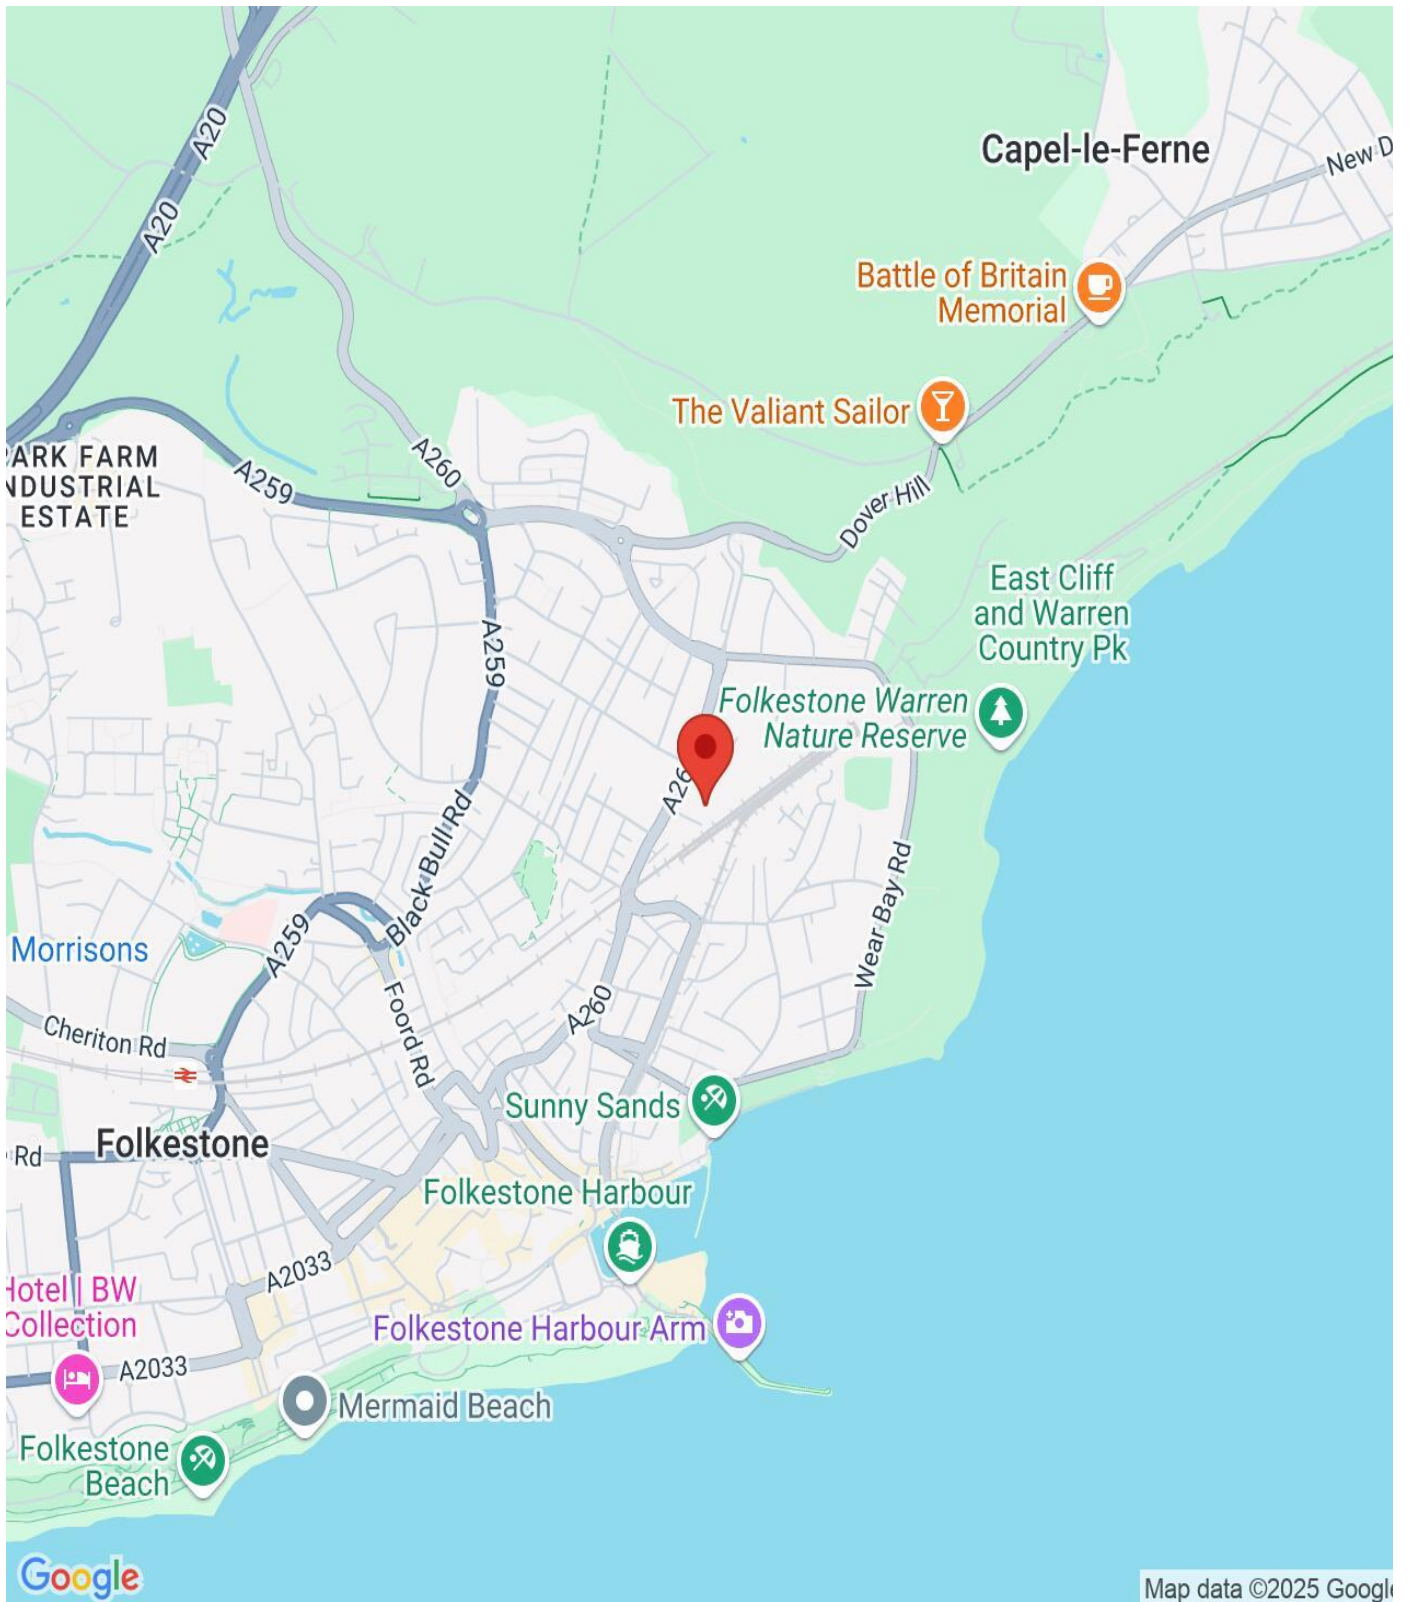 A20
A20
Capel-le-Ferne
New D
Battle of Britain
Memorial
The Valiant Sailor
A260
PARK FARM
INDUSTRIAL
ESTATE
A259
Dover Hill
East Cliff
and Warren
Country Pk
A259
Folkestone Warren
Nature Reserve
A26
Black Bull Rd
Wear Bay Rd
Morrisons
A259
Foord Rd
A260
Cheriton Rd
Sunny Sands
Rd
Folkestone
Folkestone Harbour
A2033
Hotel | BW
Collection
Folkestone Harbour Arm
A2033
Mermaid Beach
Folkestone
Beach
Google
Map data ©2025 Google